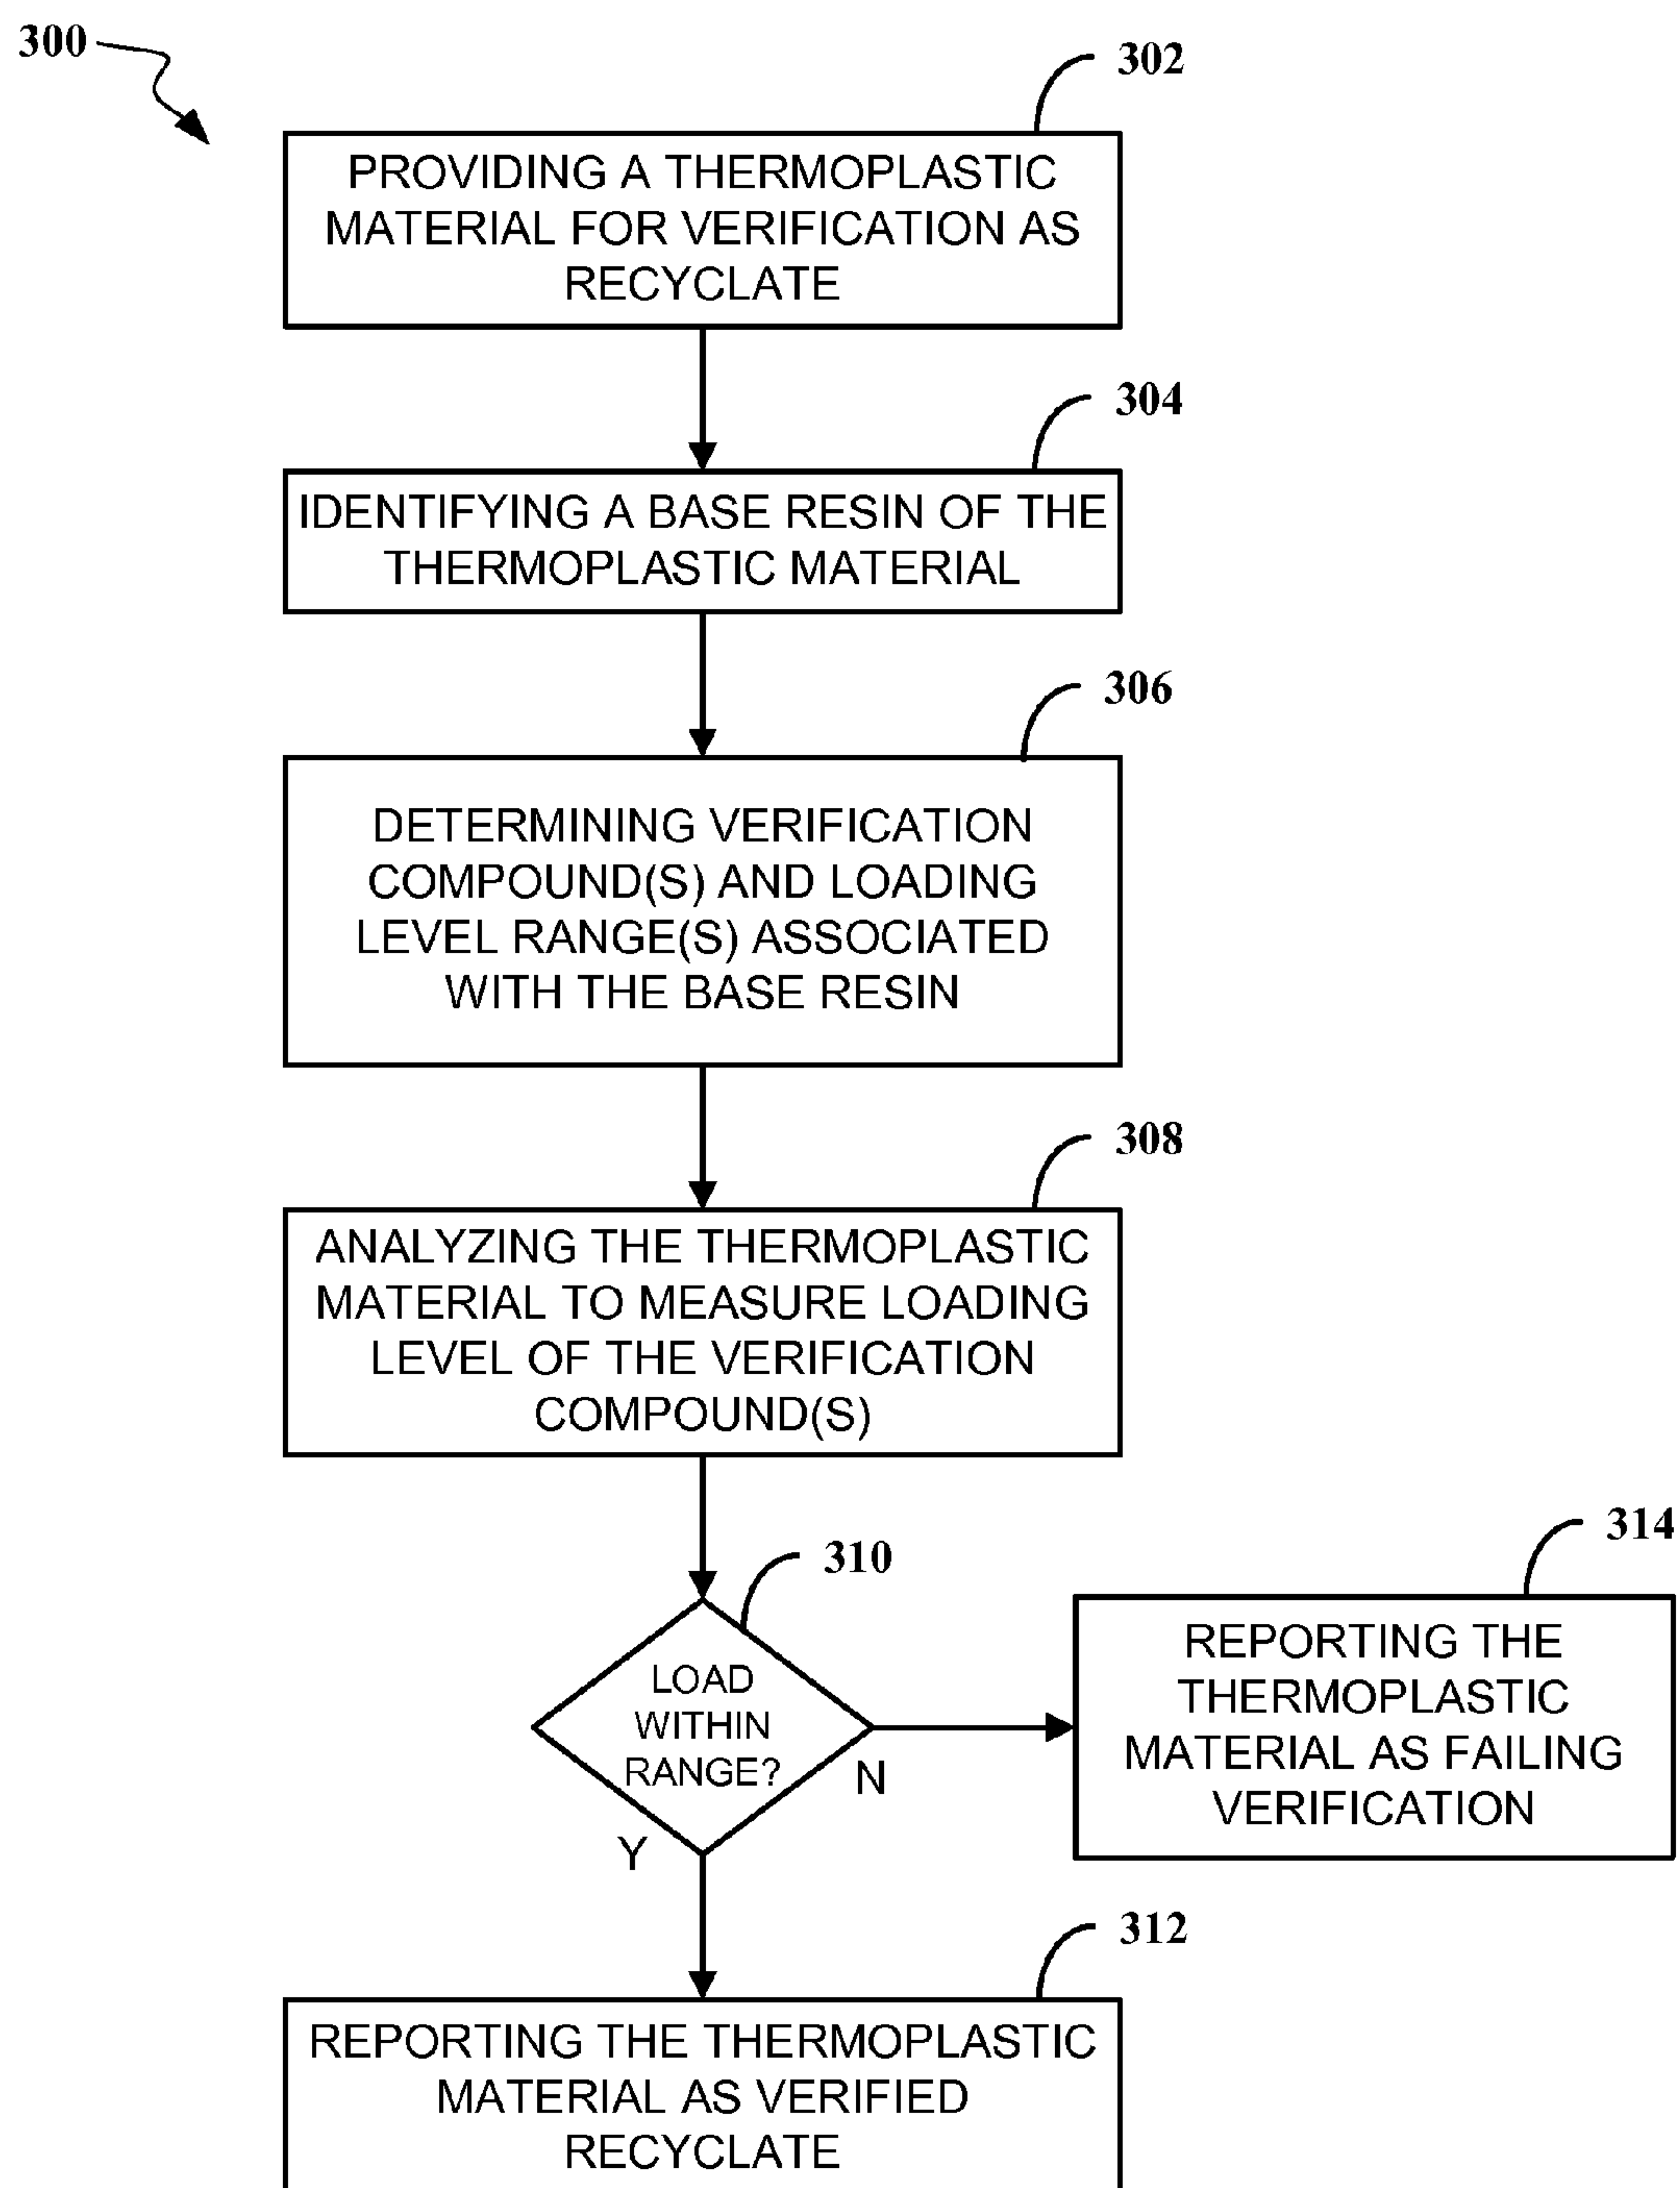 300
302
PROVIDING A THERMOPLASTIC
MATERIAL FOR VERIFICATION AS
RECYCLATE
304
IDENTIFYING A BASE RESIN OF THE
THERMOPLASTIC MATERIAL
306
DETERMINING VERIFICATION
COMPOUND(S) AND LOADING
LEVEL RANGE(S) ASSOCIATED
WITH THE BASE RESIN
308
ANALYZING THE THERMOPLASTIC
MATERIAL TO MEASURE LOADING
LEVEL OF THE VERIFICATION
COMPOUND(S)
310
LOAD
WITHIN
RANGE?
N
Y
314
REPORTING THE
THERMOPLASTIC
MATERIAL AS FAILING
VERIFICATION
312
REPORTING THE THERMOPLASTIC
MATERIAL AS VERIFIED
RECYCLATE